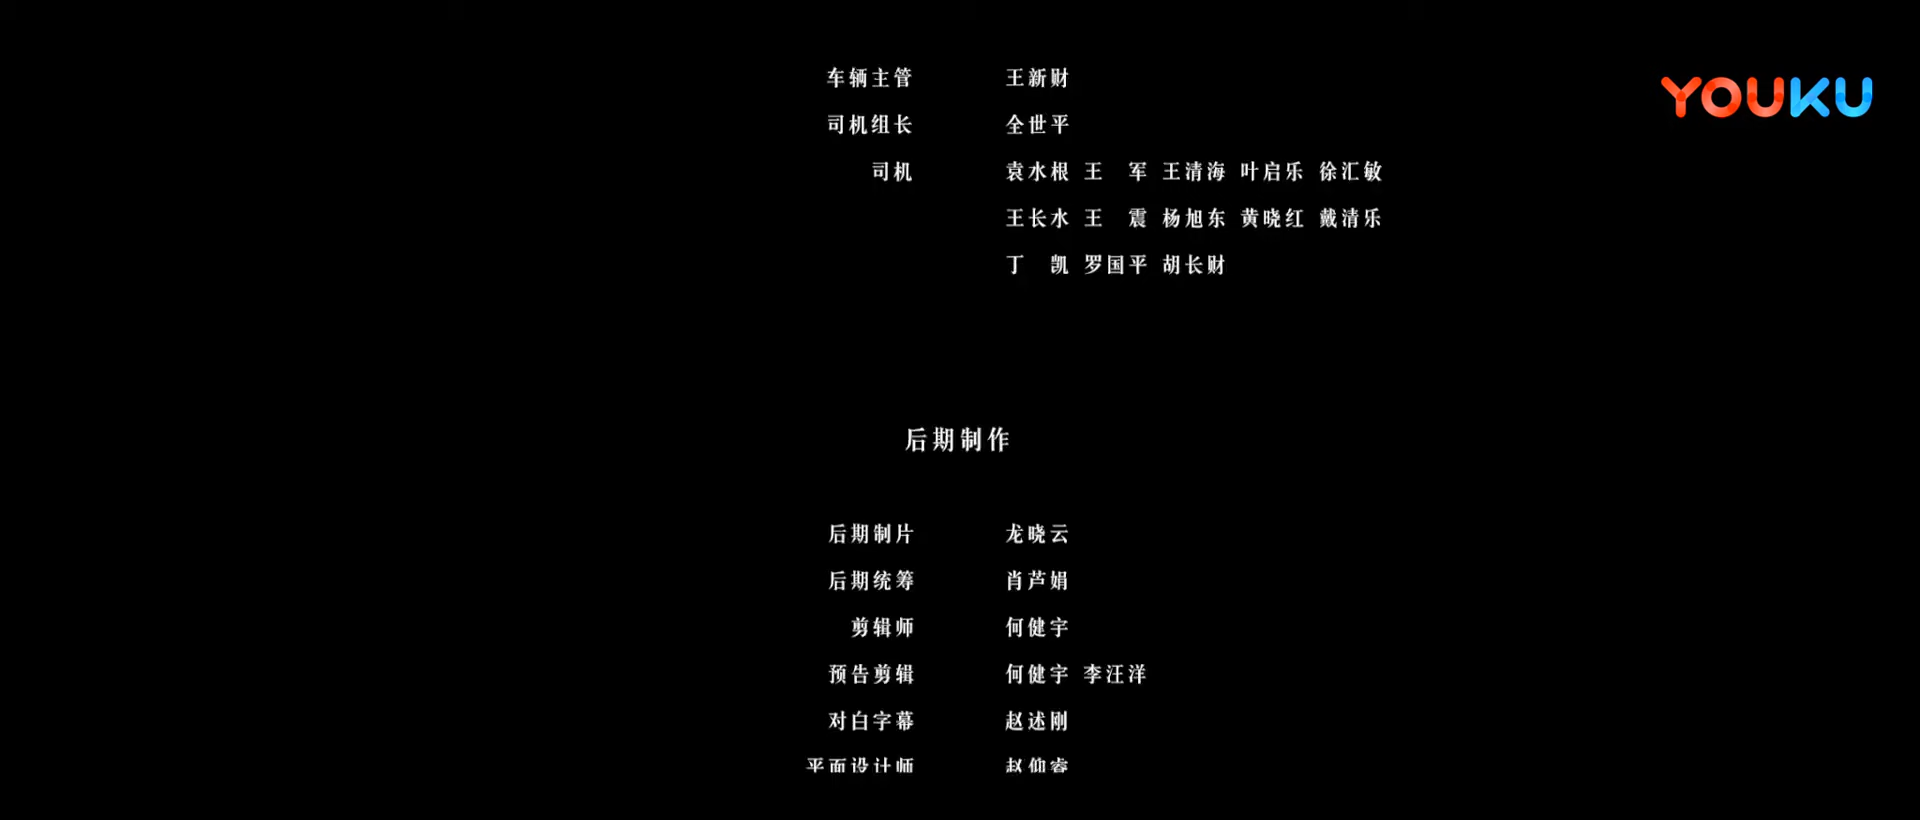 车辆主管 王新财
YOUKU
司机组长 全世平
司机 袁水根 王 军 王清海 叶启乐 徐汇敏
王长水 王 震 杨旭东 黄晓红 戴清乐
丁 凯 罗国平 胡长财
后期制作
后期制片 龙晓云
后期统筹 肖芦娟
剪辑师 何健宇
预告剪辑 何健宇 李汪洋
对白字幕 赵述刚
平面设计师 赵仰睿